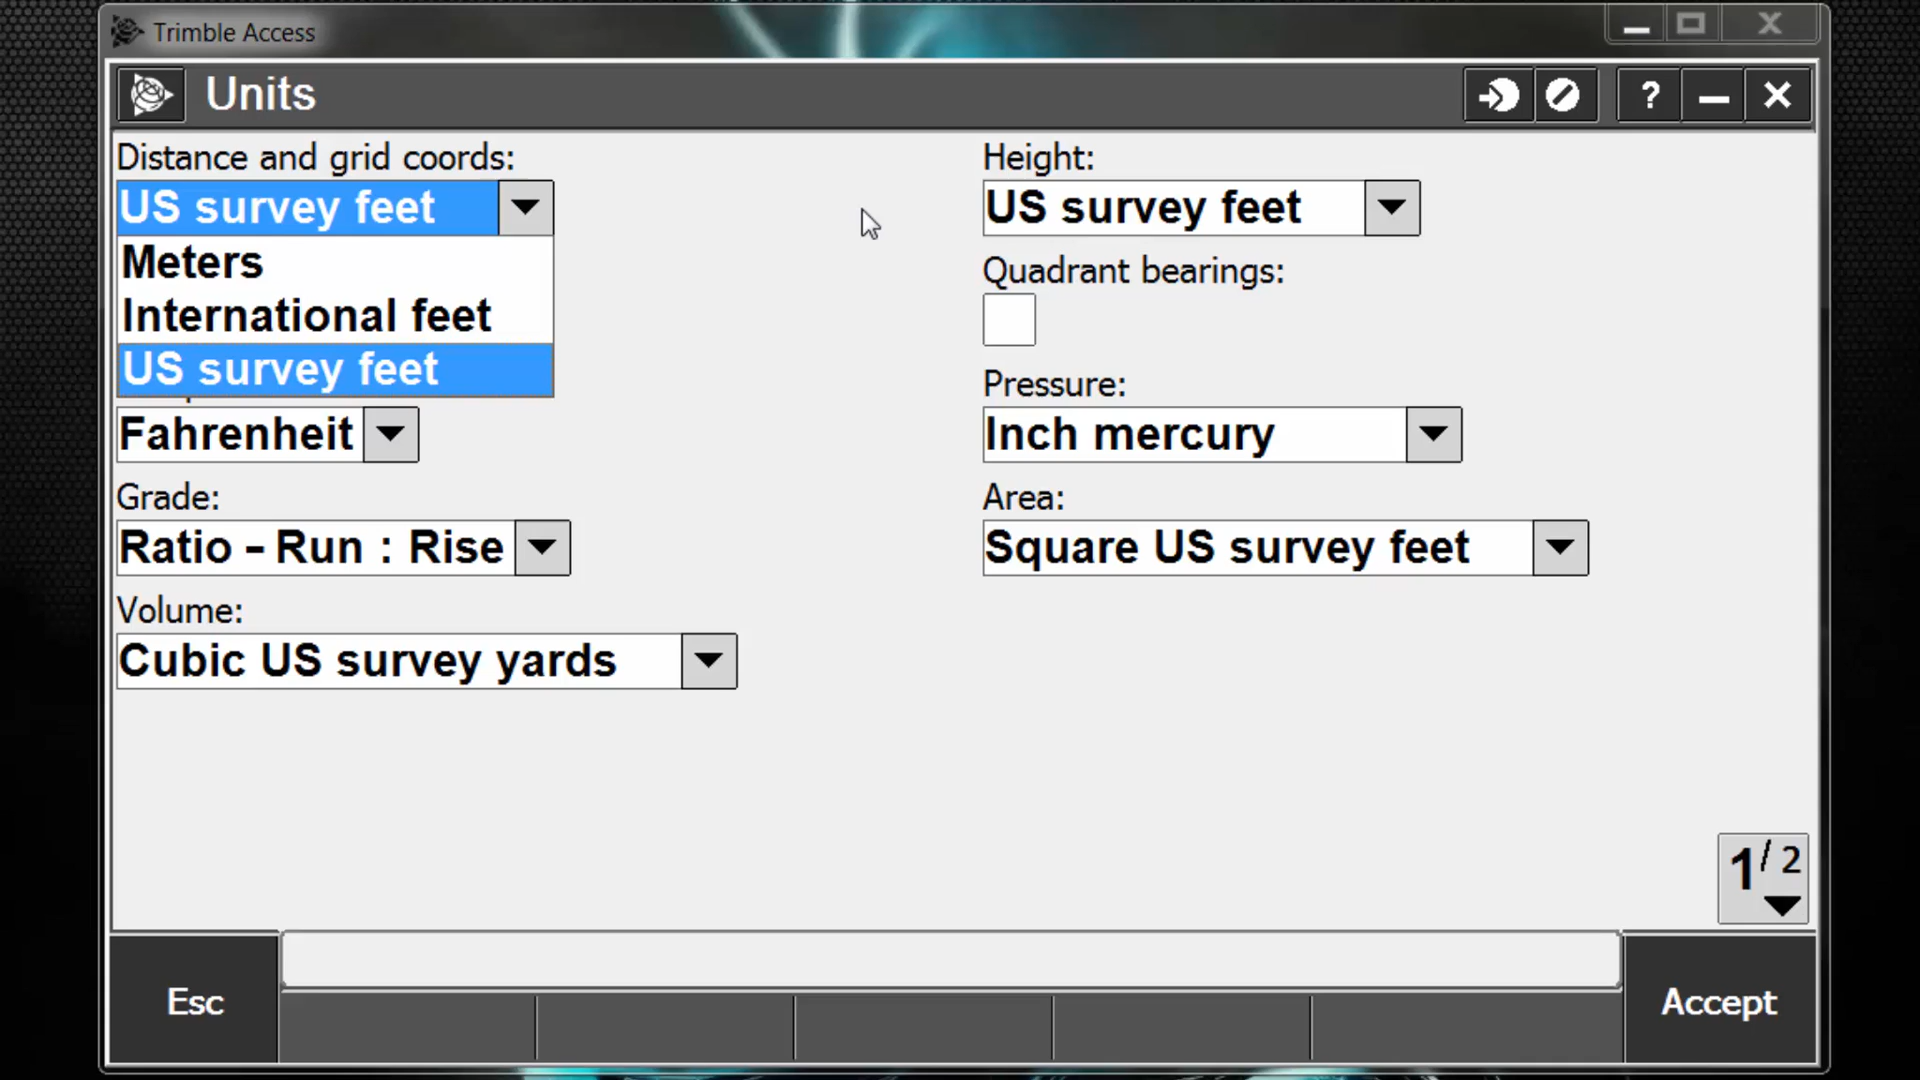 Trimble Access
Units
?
Distance and grid coords:
US survey feet
Meters
International feet
US survey feet
Fahrenheit
Grade:
Ratio - Run : Rise
Volume:
Cubic US survey yards
Height:
US survey feet
Quadrant bearings:
Pressure:
Inch mercury
Area:
Square US survey feet
1 / 2
Esc
Accept